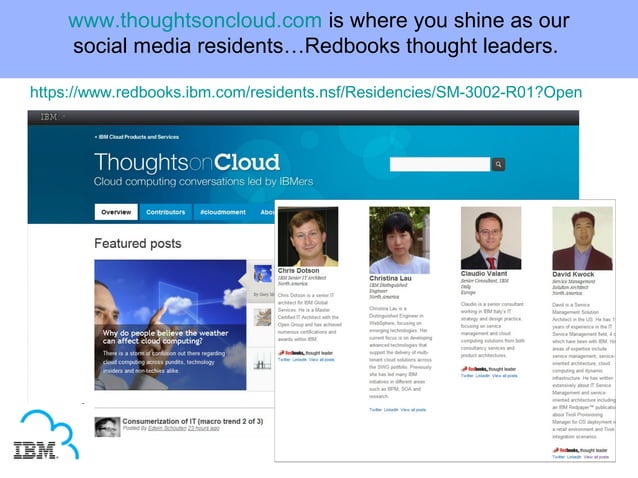 www.thoughtsoncloud.com is where you shine as our
social media residents…Redbooks thought leaders.
https://www.redbooks.ibm.com/residents.nsf/Residencies/SM-3002-R01?Open
IBM
• IBM Cloud Products and Services
ThoughtsonCloud
Cloud computing conversations led by IBMers
Overview
Contributors
#cloudmoment
Featured posts
Why do people believe the weather
can affect cloud computing?
There is a storm of confusion out there regarding
cloud computing across pundits, technology
insiders and non-techies alike.
Consumerization of IT (macro trend 2 of 3)
Posted By Edwin Schouten 23 hours ago
Chris Dotson
IBM Senior IT Architect
North America
Chris Dotson is a senior IT
architect for IBM Global
Services. He is a Master
Certified IT Architect with the
Open Group and has achieved
numerous certifications and
awards within IBM.
Redbooks, thought leader
Twitter LinkedIn View all posts
Christina Lau
IBM Distinguished
Engineer
North America
Christina Lau is a
Distinguished Engineer in
WebSphere, focusing on
emerging technologies. Her
current focus is on developing
advanced technologies to
support the delivery of multi-
tenant cloud solutions across
the SWG portfolio. Previously
she has led many IBM
initiatives in different areas
such as BPM, SOA and
research.
Twitter LinkedIn View all posts
Claudio Valant
Senior Consultant, IBM
Italy
Europe
Claudio is a senior consultant
working in IBM Italy's IT
strategy and design practice,
focusing on service
management and cloud
computing solutions from both
consultancy services and
product architectures.
Redbooks, thought leader
Twitter LinkedIn View all posts
David Kwock
Service Management
Solution Architect
North America
David is a Service
Management Solution
Architect in the US. He has 1
years of experience in the IT
Service Management field, 4 o
which have been with IBM. His
areas of expertise include
service management, service-
oriented architecture, cloud
computing and dynamic
infrastructure. He has written
extensively about IT Service
Management and service-
oriented architecture including
an IBM Redpaper™ publicatio
about Tivoli Provisioning
Manager for OS deployment is
a retail environment and Tivoli
integration scenarios.
Redbooks, thought leader
Twitter LinkedIn View all posts
IBM